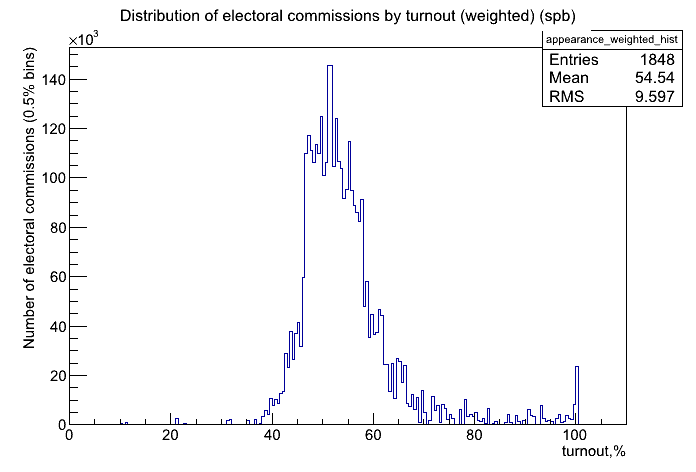 Distribution of electoral commissions by turnout (weighted) (spb)
×10³
appearance_weighted_hist
Entries 1848
Mean 54.54
RMS 9.597
Number of electoral commissions (0.5% bins)
140
120
100
80
60
40
20
0
0 20 40 60 80 100
turnout,%